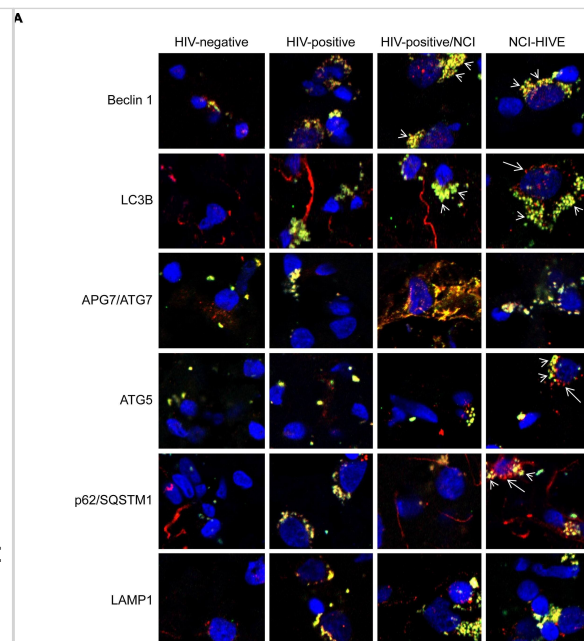 A
HIV-negative HIV-positive HIV-positive/NCI NCI-HIVE
Beclin 1
LC3B
APG7/ATG7
ATG5
p62/SQSTM1
LAMP1